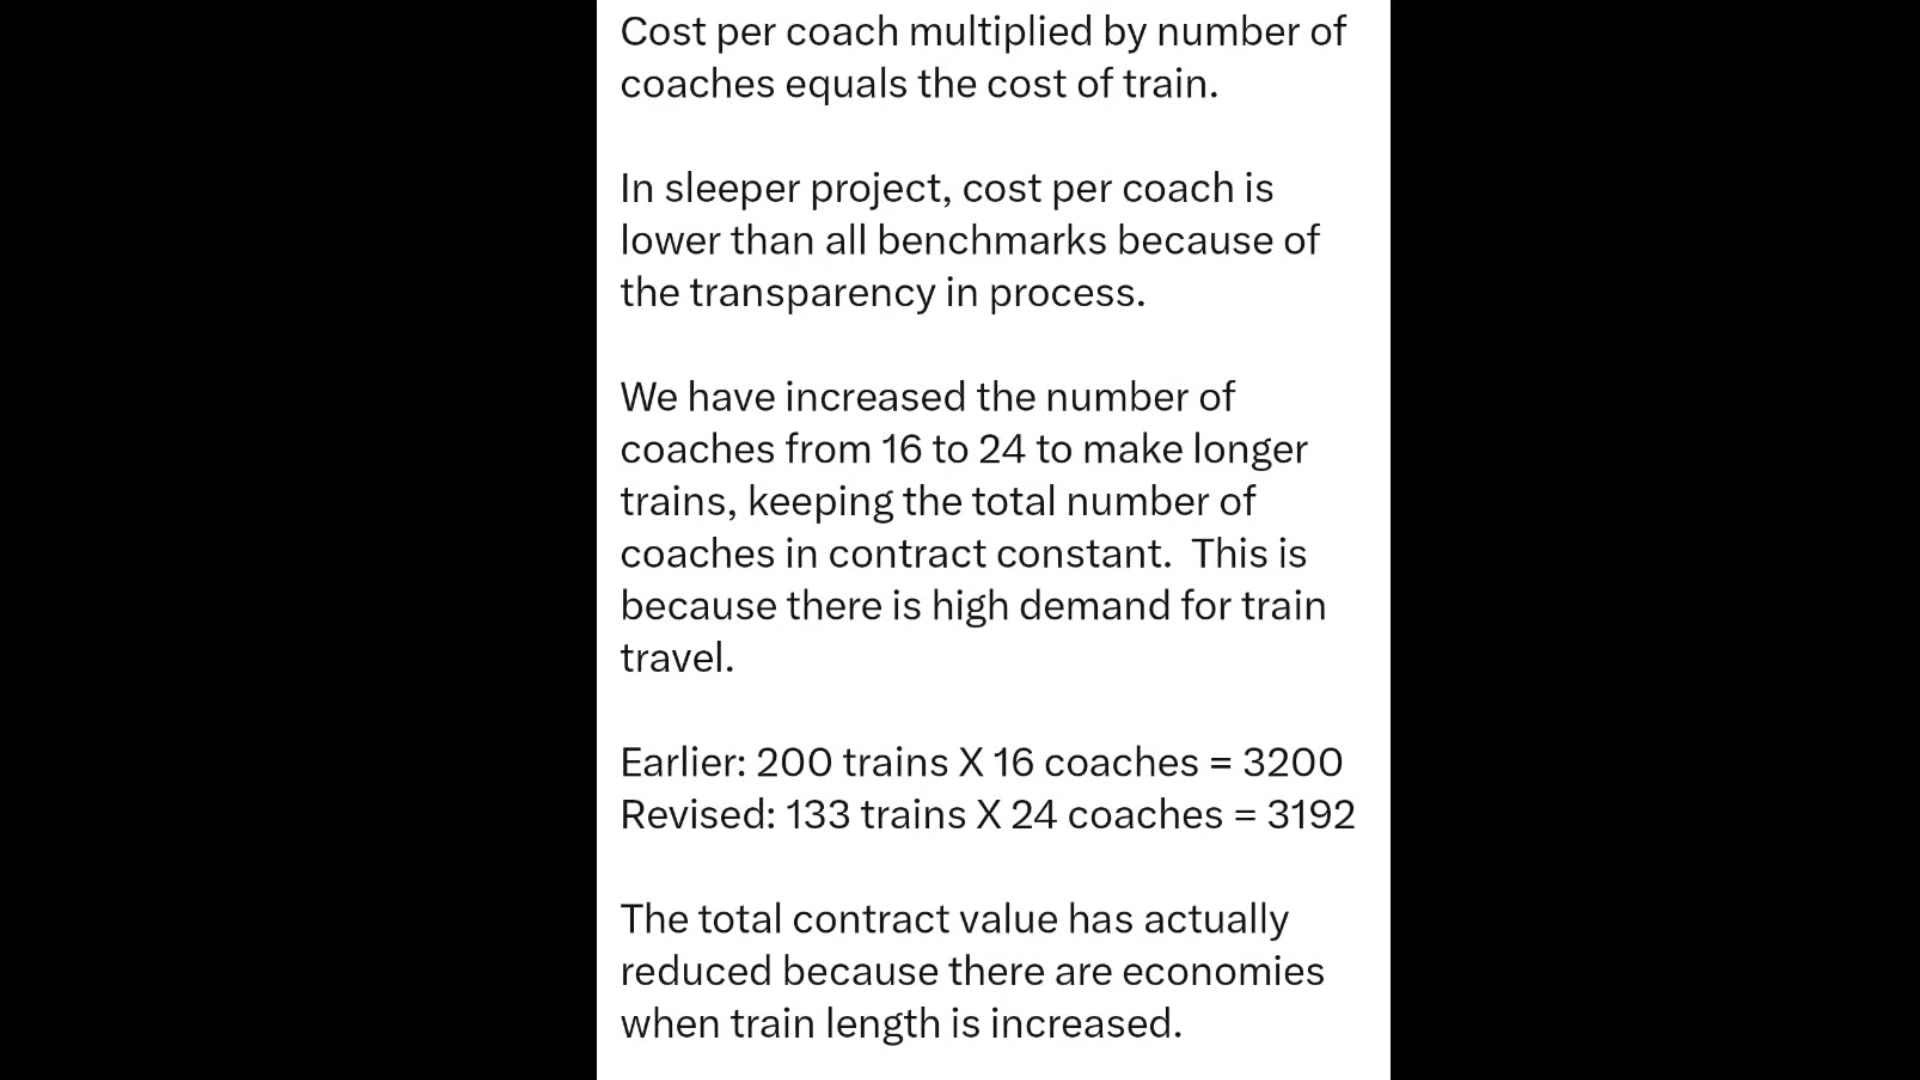 Cost per coach multiplied by number of
coaches equals the cost of train.
In sleeper project, cost per coach is
lower than all benchmarks because of
the transparency in process.
We have increased the number of
coaches from 16 to 24 to make longer
trains, keeping the total number of
coaches in contract constant.  This is
because there is high demand for train
travel.
Earlier: 200 trains X 16 coaches = 3200
Revised: 133 trains X 24 coaches = 3192
The total contract value has actually
reduced because there are economies
when train length is increased.